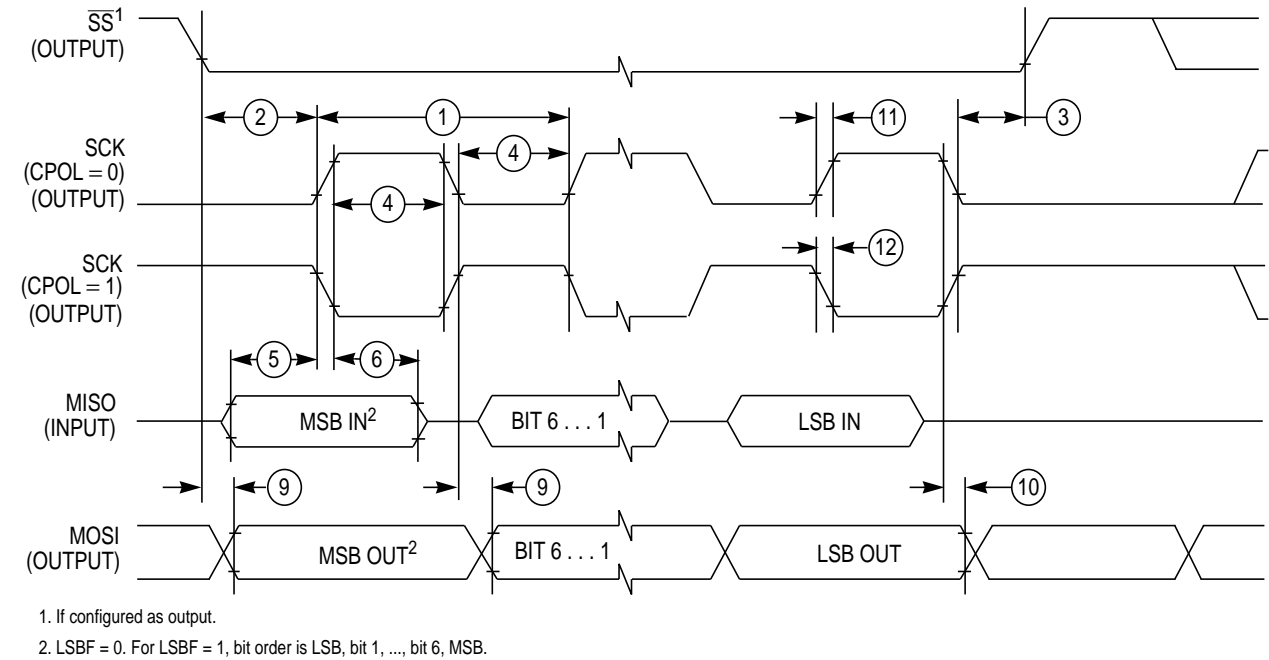 SS¹
(OUTPUT)
2
1
11
3
SCK
(CPOL = 0)
(OUTPUT)
4
4
SCK
(CPOL = 1)
(OUTPUT)
12
5
6
MISO
(INPUT)
MSB IN²
BIT 6 . . . 1
LSB IN
9
9
10
MOSI
(OUTPUT)
MSB OUT²
BIT 6 . . . 1
LSB OUT
1. If configured as output.
2. LSBF = 0. For LSBF = 1, bit order is LSB, bit 1, ..., bit 6, MSB.